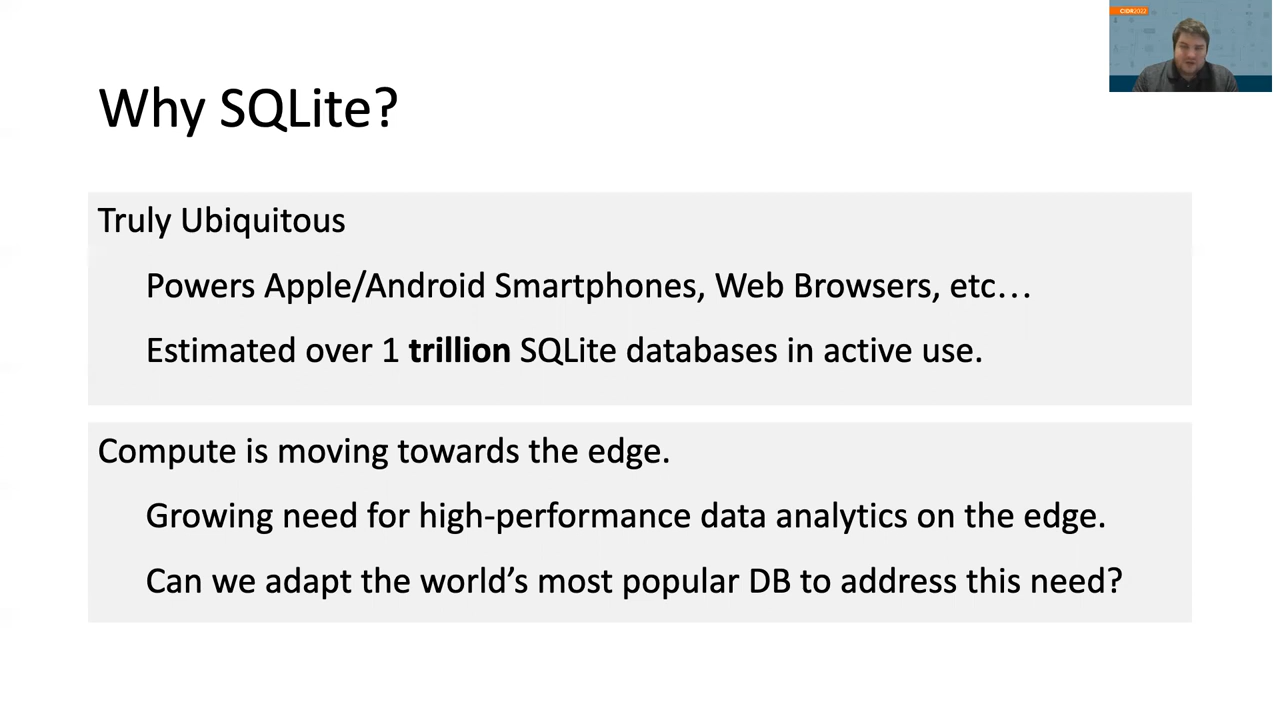 CIDR2022
Why SQLite?
Truly Ubiquitous
Powers Apple/Android Smartphones, Web Browsers, etc…
Estimated over 1 trillion SQLite databases in active use.
Compute is moving towards the edge.
Growing need for high-performance data analytics on the edge.
Can we adapt the world’s most popular DB to address this need?